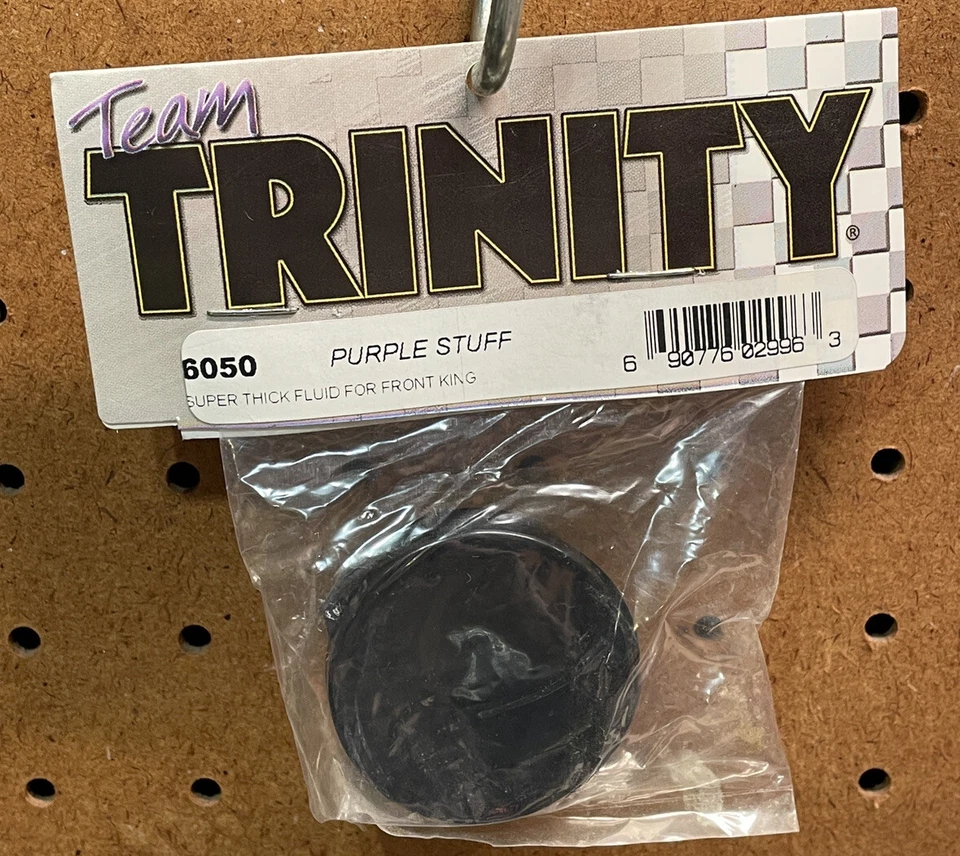 Team
TRINITY®
6050 PURPLE STUFF
SUPER THICK FLUID FOR FRONT KING
6 90776 02996 3